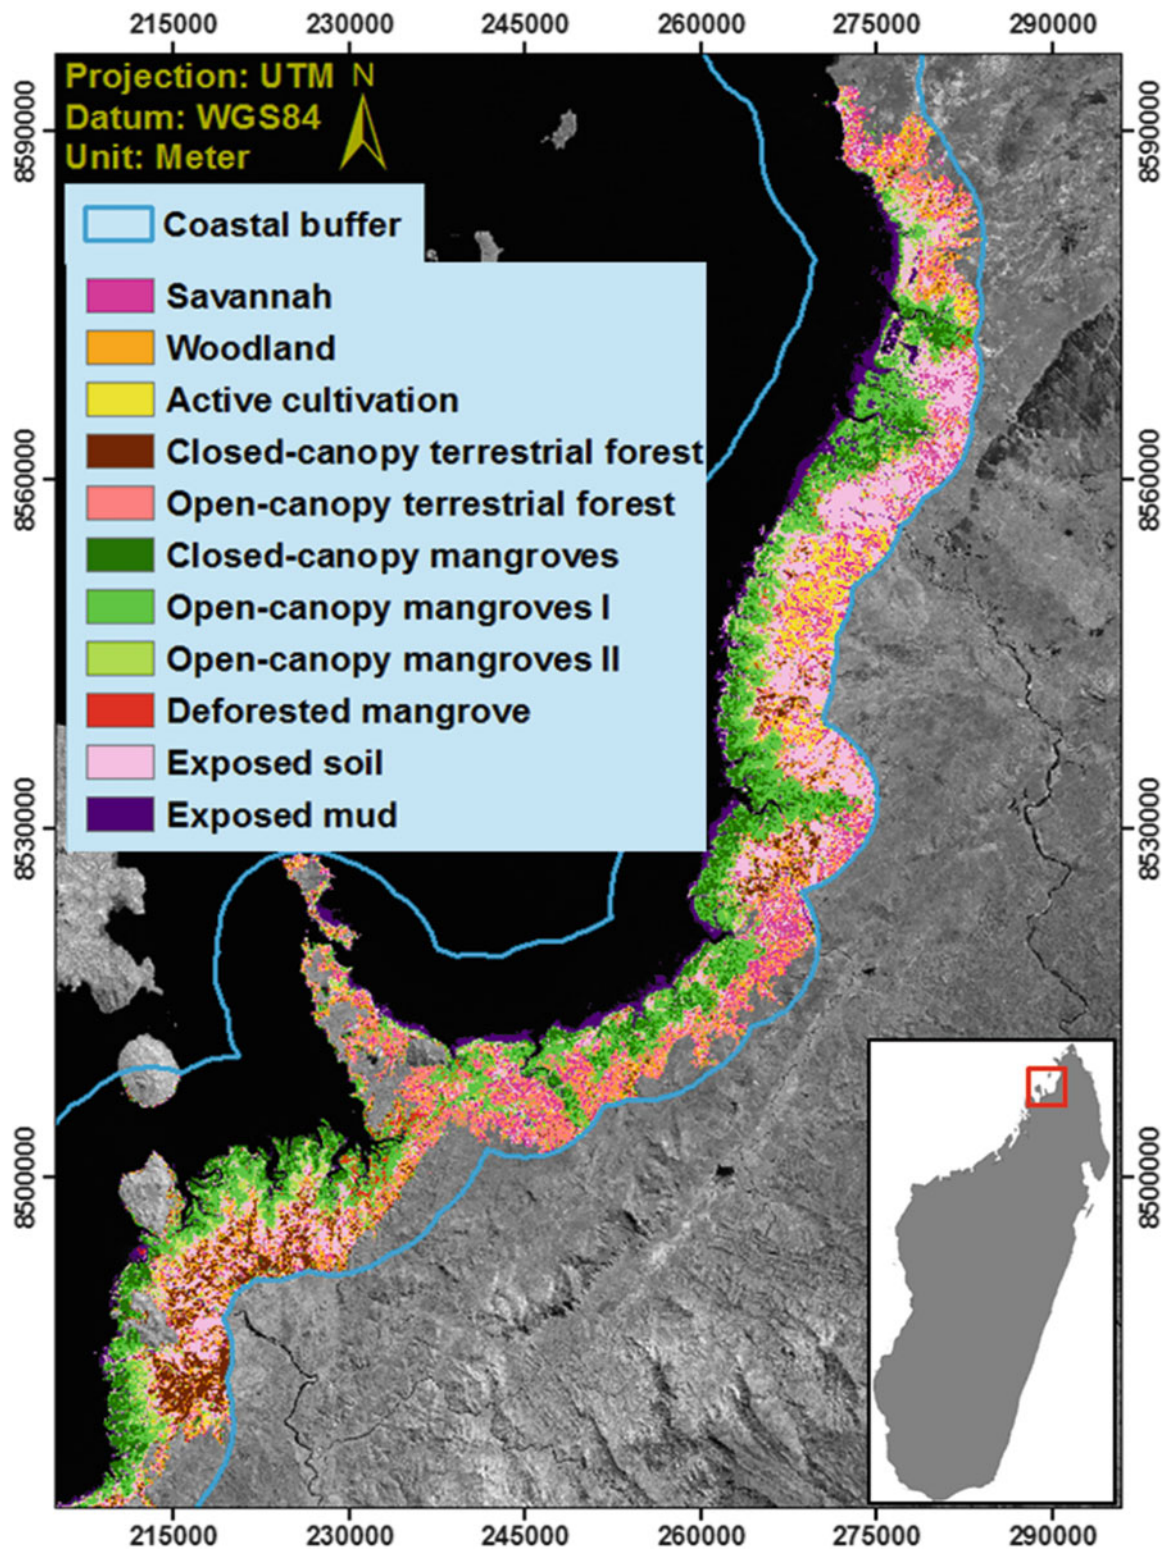 215000 230000 245000 260000 275000 290000
Projection: UTM N
Datum: WGS84
Unit: Meter
8590000 8590000
Coastal buffer
Savannah
Woodland
Active cultivation
Closed-canopy terrestrial forest
Open-canopy terrestrial forest
8560000 8560000
Closed-canopy mangroves
Open-canopy mangroves I
Open-canopy mangroves II
Deforested mangrove
Exposed soil
Exposed mud
8530000 8530000
8500000 8500000
215000 230000 245000 260000 275000 290000